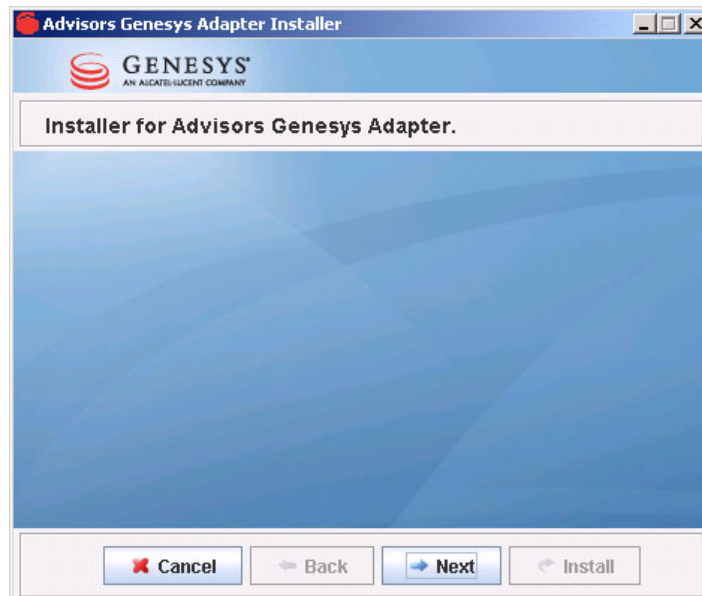 Advisors Genesys Adapter Installer
GENESYS
AN ALCATEL-LUCENT COMPANY
Installer for Advisors Genesys Adapter.
Cancel
Back
Next
Install